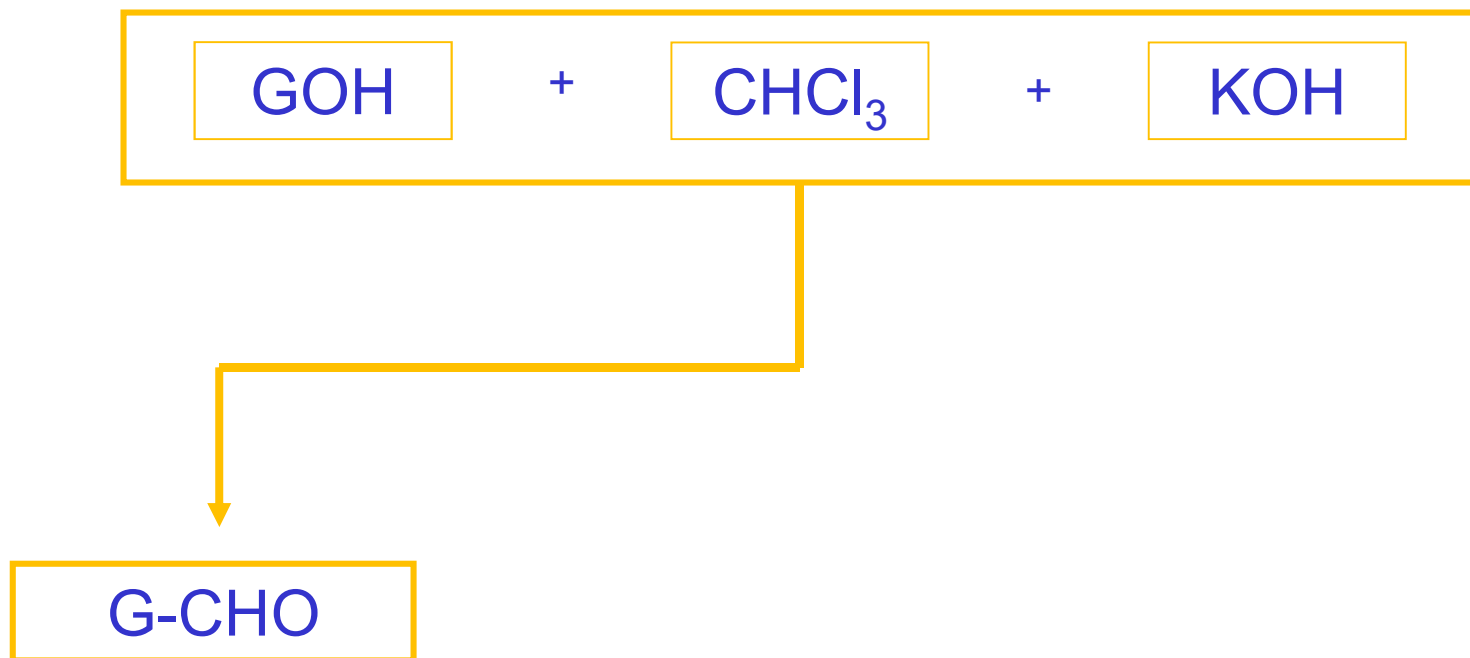 GOH + CHCl₃ + KOH
G-CHO